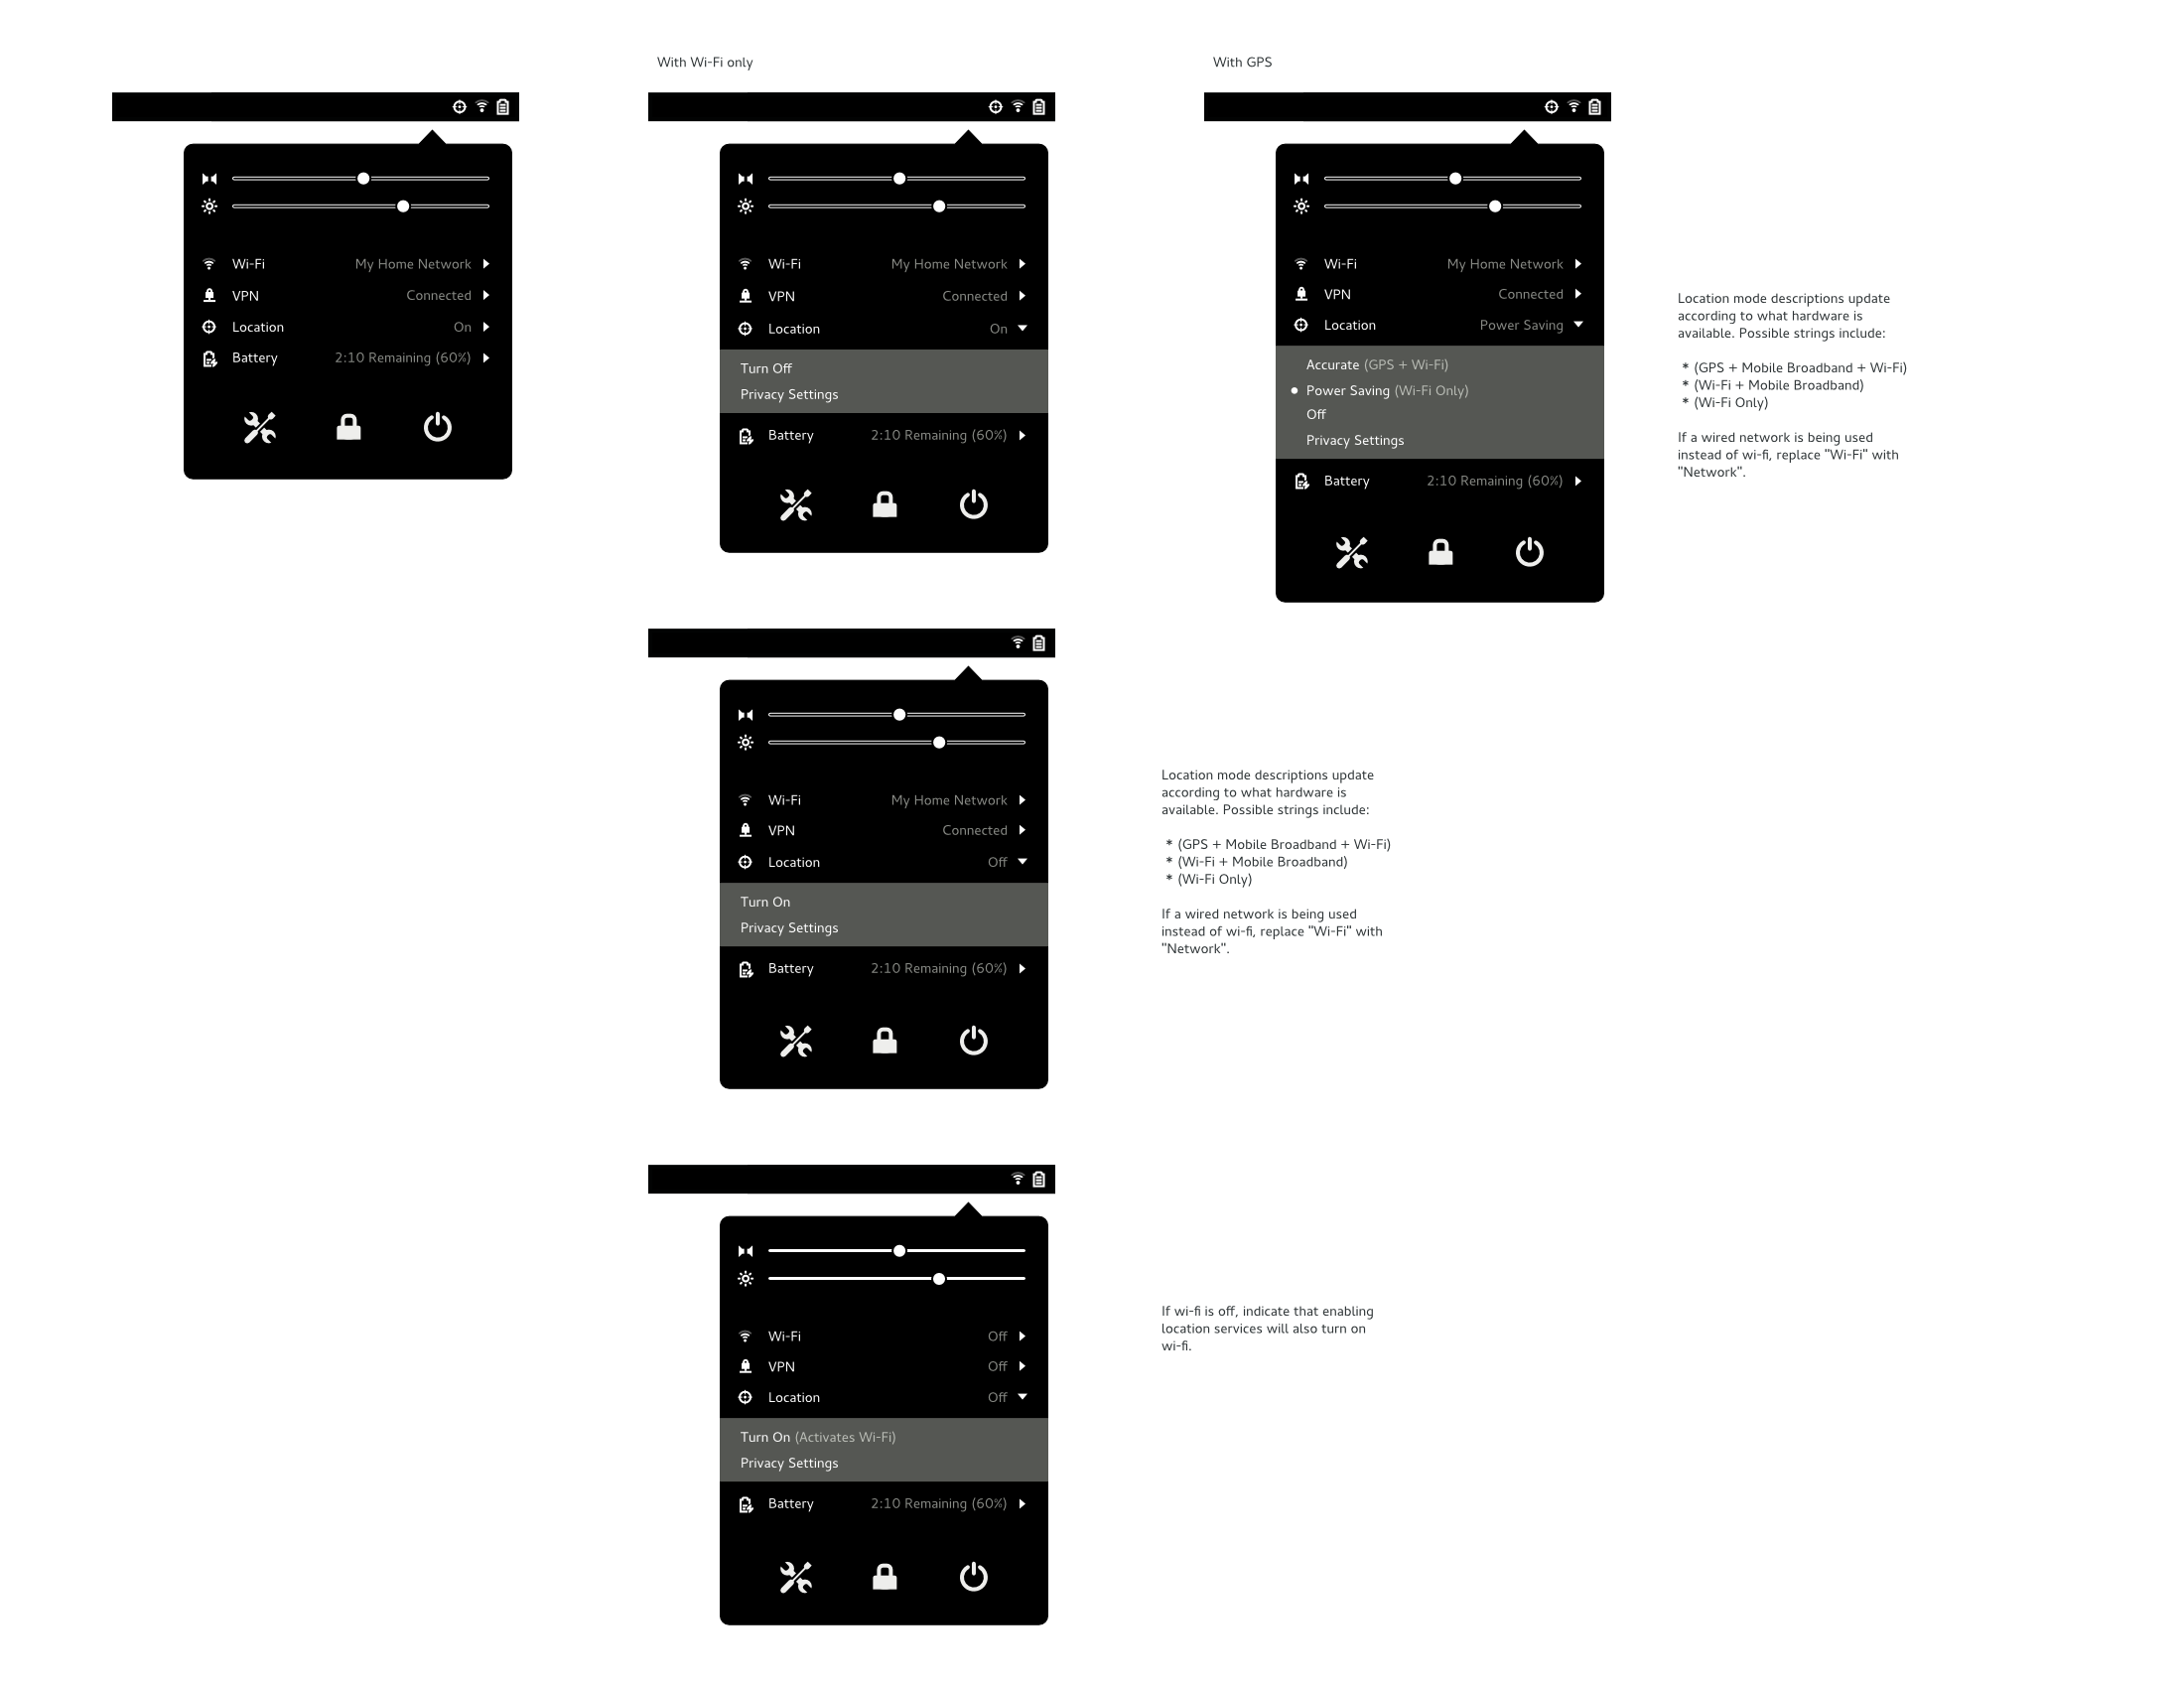 With Wi-Fi only
With GPS
Wi-Fi My Home Network
VPN Connected
Location On
Battery 2:10 Remaining (60%)
Wi-Fi My Home Network
VPN Connected
Location On
Turn Off
Privacy Settings
Battery 2:10 Remaining (60%)
Wi-Fi My Home Network
VPN Connected
Location Power Saving
Accurate (GPS + Wi-Fi)
Power Saving (Wi-Fi Only)
Off
Privacy Settings
Battery 2:10 Remaining (60%)
Location mode descriptions update
according to what hardware is
available. Possible strings include:
* (GPS + Mobile Broadband + Wi-Fi)
* (Wi-Fi + Mobile Broadband)
* (Wi-Fi Only)
If a wired network is being used
instead of wi-fi, replace "Wi-Fi" with
"Network".
Wi-Fi My Home Network
VPN Connected
Location Off
Turn On
Privacy Settings
Battery 2:10 Remaining (60%)
Location mode descriptions update
according to what hardware is
available. Possible strings include:
* (GPS + Mobile Broadband + Wi-Fi)
* (Wi-Fi + Mobile Broadband)
* (Wi-Fi Only)
If a wired network is being used
instead of wi-fi, replace "Wi-Fi" with
"Network".
Wi-Fi Off
VPN Off
Location Off
Turn On (Activates Wi-Fi)
Privacy Settings
Battery 2:10 Remaining (60%)
If wi-fi is off, indicate that enabling
location services will also turn on
wi-fi.